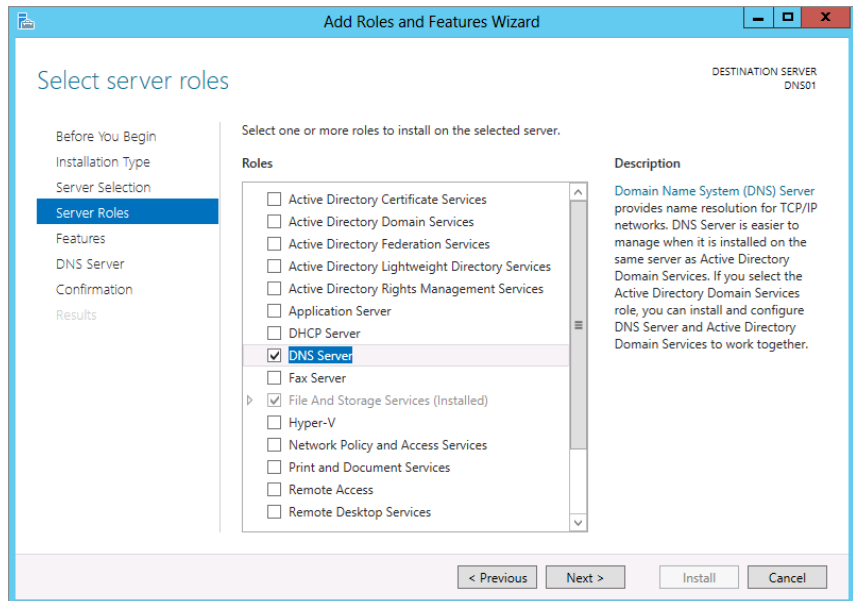 Add Roles and Features Wizard
Select server roles
DESTINATION SERVER
DNS01
Before You Begin
Installation Type
Server Selection
Server Roles
Features
DNS Server
Confirmation
Results
Select one or more roles to install on the selected server.
Roles
Active Directory Certificate Services
Active Directory Domain Services
Active Directory Federation Services
Active Directory Lightweight Directory Services
Active Directory Rights Management Services
Application Server
DHCP Server
DNS Server
Fax Server
File And Storage Services (Installed)
Hyper-V
Network Policy and Access Services
Print and Document Services
Remote Access
Remote Desktop Services
Description
Domain Name System (DNS) Server
provides name resolution for TCP/IP
networks. DNS Server is easier to
manage when it is installed on the
same server as Active Directory
Domain Services. If you select the
Active Directory Domain Services
role, you can install and configure
DNS Server and Active Directory
Domain Services to work together.
< Previous
Next >
Install
Cancel